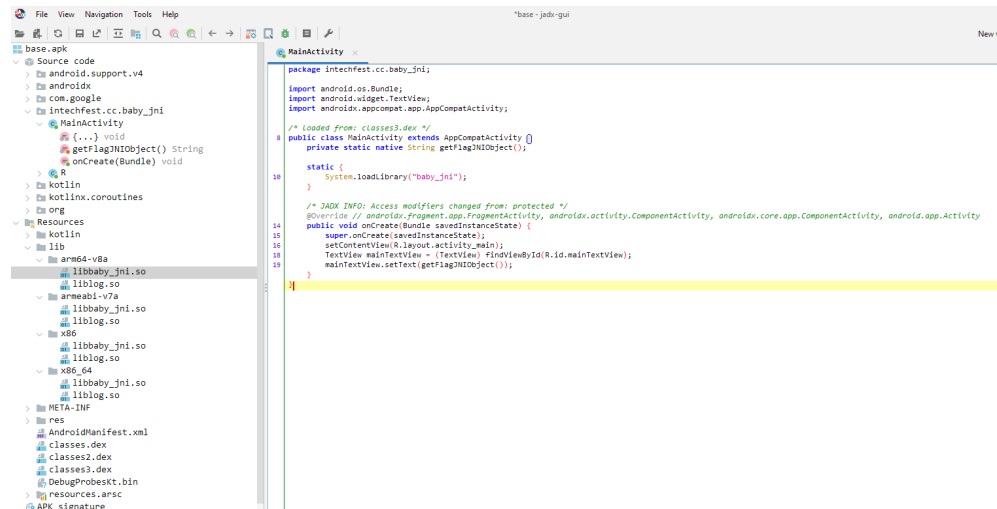 File View Navigation Tools Help
*base - jadx-gui
New v
base.apk
Source code
android.support.v4
androidx
com.google
intechfest.cc.baby_jni
MainActivity
{...} void
getFlagJNIObject() String
onCreate(Bundle) void
R
kotlin
kotlinx.coroutines
org
Resources
kotlin
lib
arm64-v8a
libbaby_jni.so
liblog.so
armeabi-v7a
libbaby_jni.so
liblog.so
x86
libbaby_jni.so
liblog.so
x86_64
libbaby_jni.so
liblog.so
META-INF
res
AndroidManifest.xml
classes.dex
classes2.dex
classes3.dex
DebugProbesKt.bin
resources.arsc
APK signature
MainActivity
package intechfest.cc.baby_jni;
import android.os.Bundle;
import android.widget.TextView;
import androidx.appcompat.app.AppCompatActivity;
/* loaded from: classes3.dex */
8 public class MainActivity extends AppCompatActivity {
private static native String getFlagJNIObject();
static {
10 System.loadLibrary("baby_jni");
}
/* JADX INFO: Access modifiers changed from: protected */
@Override // androidx.fragment.app.FragmentActivity, androidx.activity.ComponentActivity, androidx.core.app.ComponentActivity, android.app.Activity
14 public void onCreate(Bundle savedInstanceState) {
15 super.onCreate(savedInstanceState);
16 setContentView(R.layout.activity_main);
18 TextView mainTextView = (TextView) findViewById(R.id.mainTextView);
19 mainTextView.setText(getFlagJNIObject());
}
}